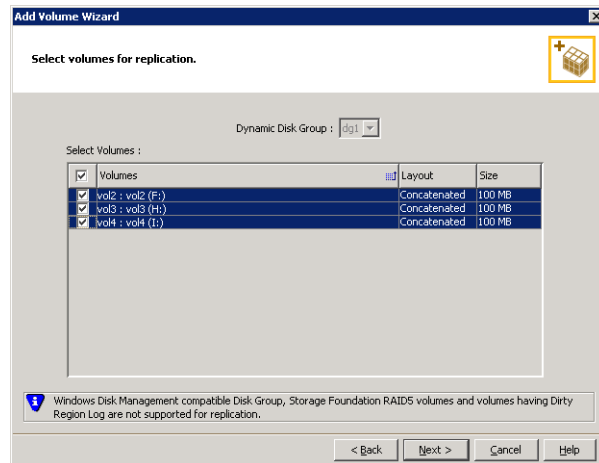 Add Volume Wizard
Select volumes for replication.
Dynamic Disk Group : dg1
Select Volumes :
Volumes Layout Size
vol2 : vol2 (F:) Concatenated 100 MB
vol3 : vol3 (H:) Concatenated 100 MB
vol4 : vol4 (I:) Concatenated 100 MB
Windows Disk Management compatible Disk Group, Storage Foundation RAID5 volumes and volumes having Dirty
Region Log are not supported for replication.
< Back Next > Cancel Help